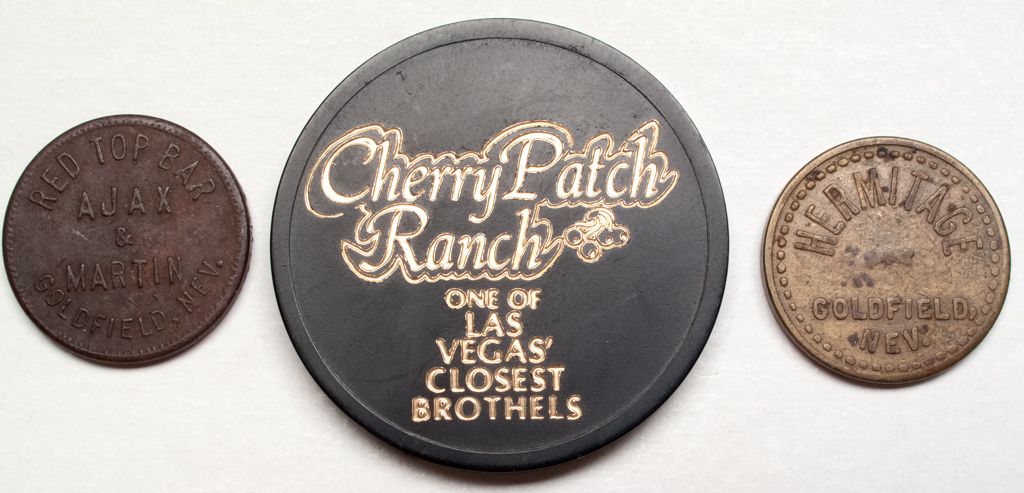 RED TOP BAR
AJAX
&
MARTIN
GOLDFIELD, NEV.
Cherry Patch
Ranch
ONE OF
LAS
VEGAS'
CLOSEST
BROTHELS
HERMITAGE
GOLDFIELD,
NEV.